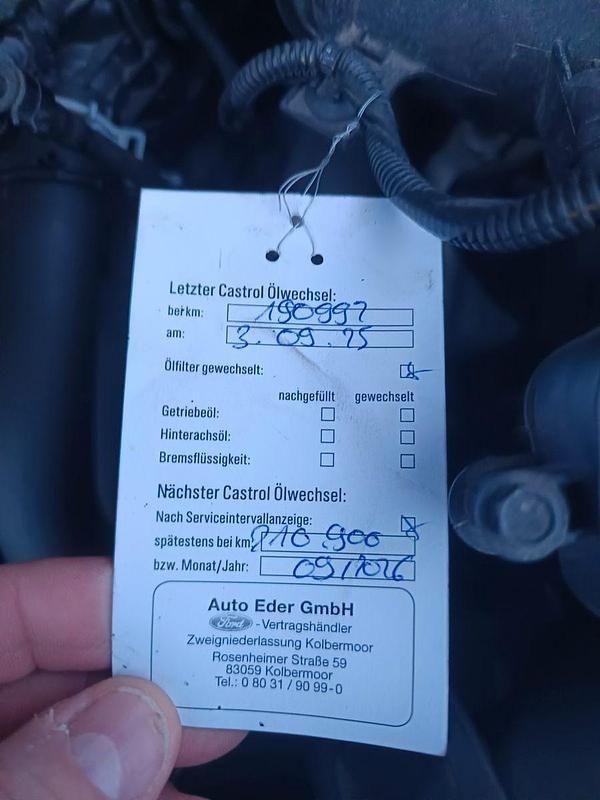 Letzter Castrol Ölwechsel:
bei km: 190997
am: 3. 09. 25
Ölfilter gewechselt:
nachgefüllt gewechselt
Getriebeöl:
Hinterachsöl:
Bremsflüssigkeit:
Nächster Castrol Ölwechsel:
Nach Serviceintervallanzeige:
spätestens bei km 210 900
bzw. Monat/Jahr: 09/2026
Auto Eder GmbH
Ford -Vertragshändler
Zweigniederlassung Kolbermoor
Rosenheimer Straße 59
83059 Kolbermoor
Tel.: 0 80 31 / 90 99-0